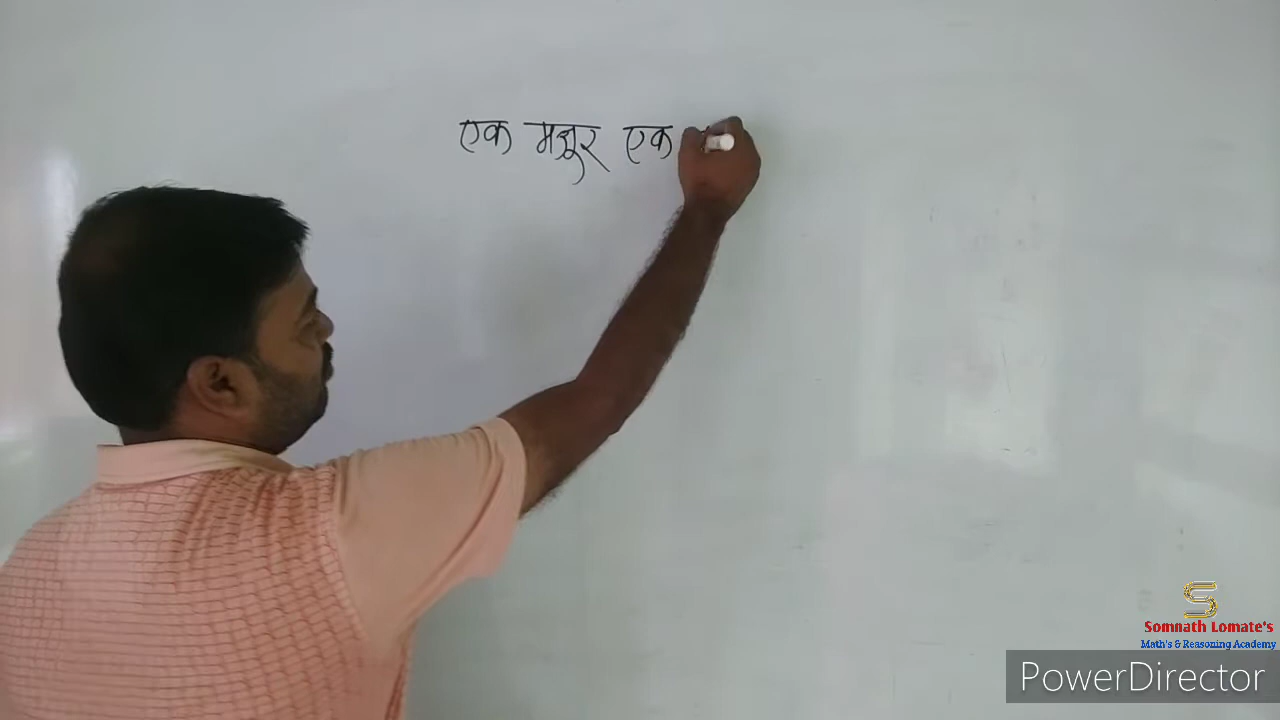 एक मजूर एक
Somnath Lomate's
Math's & Reasoning Academy
PowerDirector